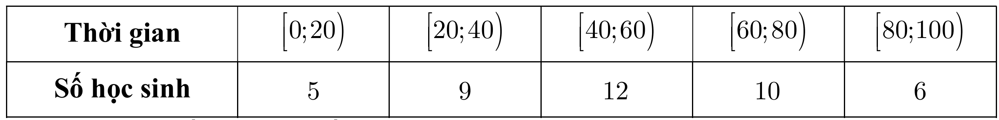 Thời gian [0;20) [20;40) [40;60) [60;80) [80;100)
Số học sinh 5 9 12 10 6